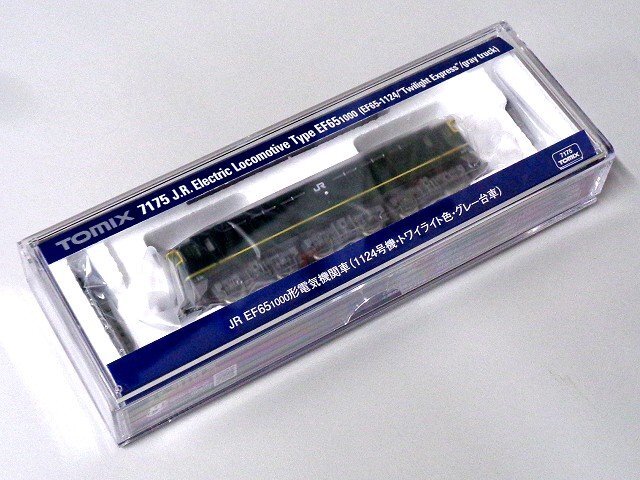 TOMIX 7175 J.R. Electric Locomotive Type EF651000 (EF65-1124/"Twilight Express"/gray truck)
JR
7175
TOMIX
JR EF651000形電気機関車(1124号機・トワイライト色・グレー台車)